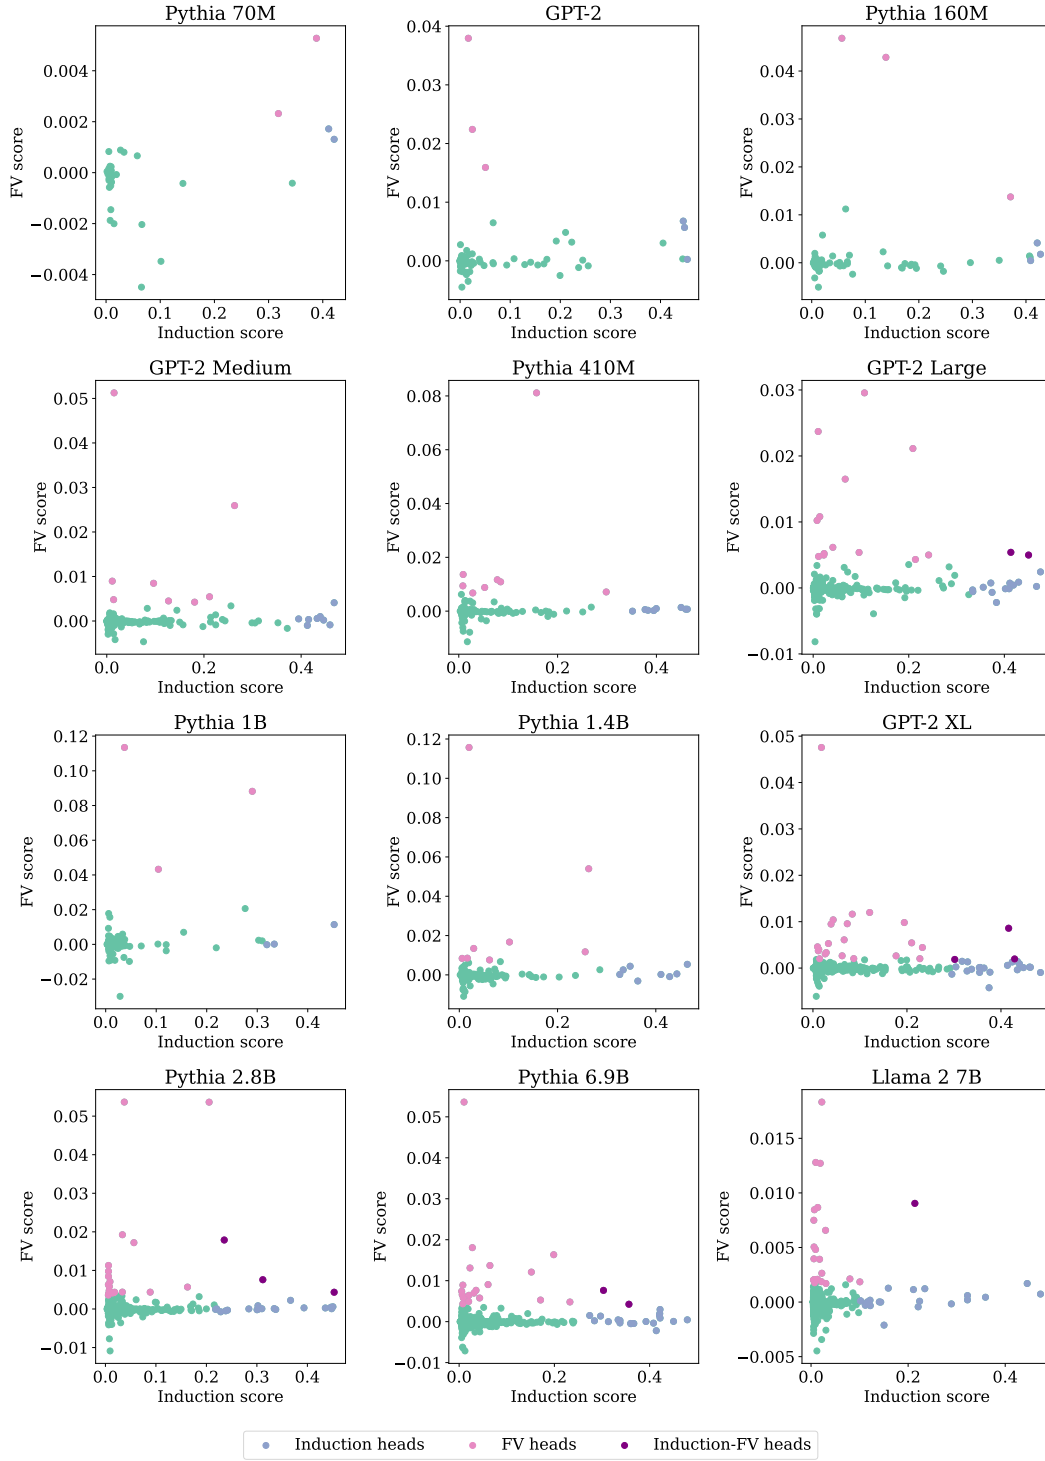 Pythia 70M
0.004
0.002
0.000
−0.002
−0.004
FV score
0.0 0.1 0.2 0.3 0.4
Induction score
GPT-2
0.04
0.03
0.02
0.01
0.00
FV score
0.0 0.1 0.2 0.3 0.4
Induction score
Pythia 160M
0.04
0.03
0.02
0.01
0.00
FV score
0.0 0.1 0.2 0.3 0.4
Induction score
GPT-2 Medium
0.05
0.04
0.03
0.02
0.01
0.00
FV score
0.0 0.2 0.4
Induction score
Pythia 410M
0.08
0.06
0.04
0.02
0.00
FV score
0.0 0.2 0.4
Induction score
GPT-2 Large
0.03
0.02
0.01
0.00
−0.01
FV score
0.0 0.2 0.4
Induction score
Pythia 1B
0.12
0.10
0.08
0.06
0.04
0.02
0.00
−0.02
FV score
0.0 0.1 0.2 0.3 0.4
Induction score
Pythia 1.4B
0.12
0.10
0.08
0.06
0.04
0.02
0.00
FV score
0.0 0.2 0.4
Induction score
GPT-2 XL
0.05
0.04
0.03
0.02
0.01
0.00
FV score
0.0 0.2 0.4
Induction score
Pythia 2.8B
0.05
0.04
0.03
0.02
0.01
0.00
−0.01
FV score
0.0 0.1 0.2 0.3 0.4
Induction score
Pythia 6.9B
0.05
0.04
0.03
0.02
0.01
0.00
−0.01
FV score
0.0 0.2 0.4
Induction score
Llama 2 7B
0.015
0.010
0.005
0.000
−0.005
FV score
0.0 0.2 0.4
Induction score
Induction heads FV heads Induction-FV heads